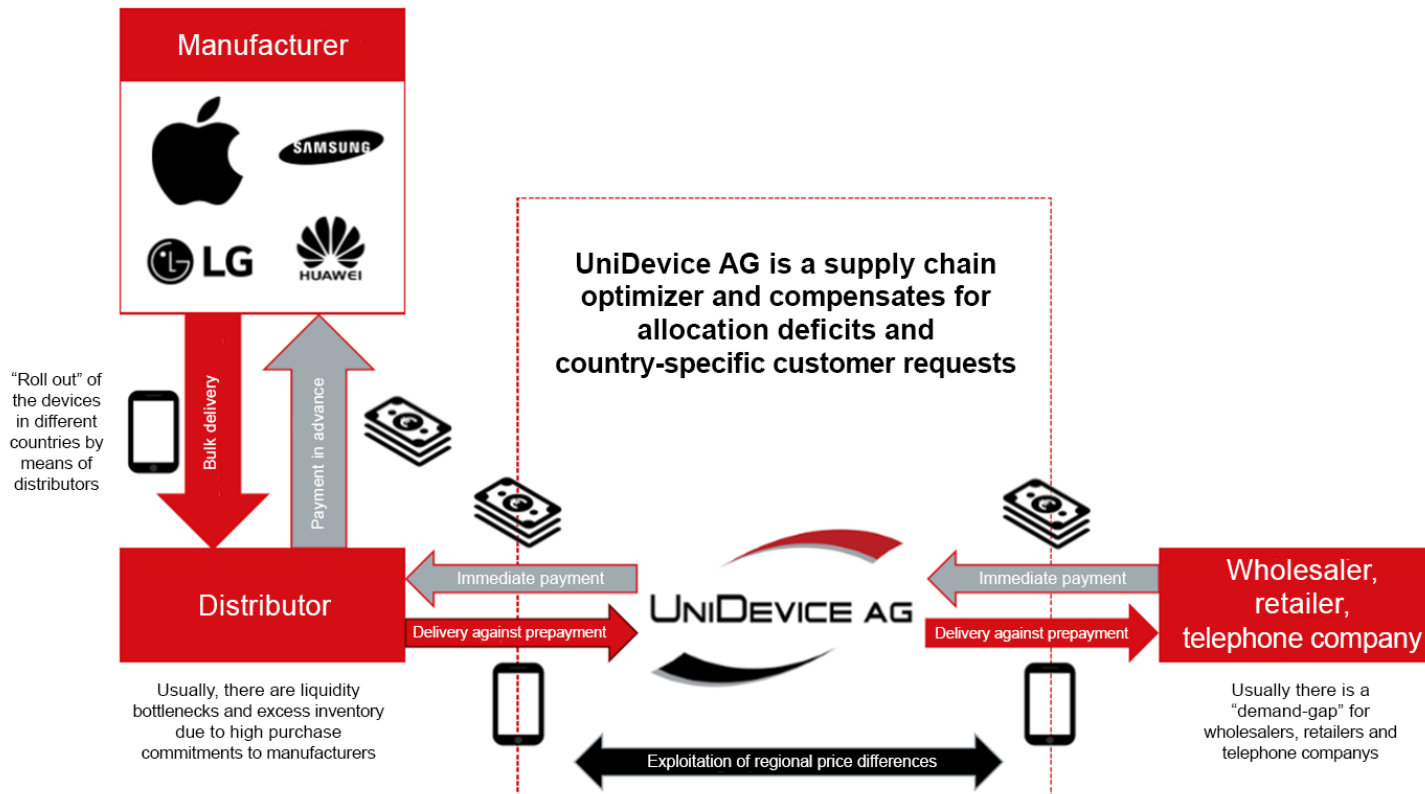 Manufacturer
SAMSUNG
LG
HUAWEI
UniDevice AG is a supply chain
optimizer and compensates for
allocation deficits and
country-specific customer requests
“Roll out” of
the devices
in different
countries by
means of
distributors
Bulk delivery
Payment in advance
Distributor
Immediate payment
Delivery against prepayment
UNIDEVICE AG
Immediate payment
Delivery against prepayment
Wholesaler,
retailer,
telephone company
Usually, there are liquidity
bottlenecks and excess inventory
due to high purchase
commitments to manufacturers
Exploitation of regional price differences
Usually there is a
“demand-gap” for
wholesalers, retailers and
telephone companys